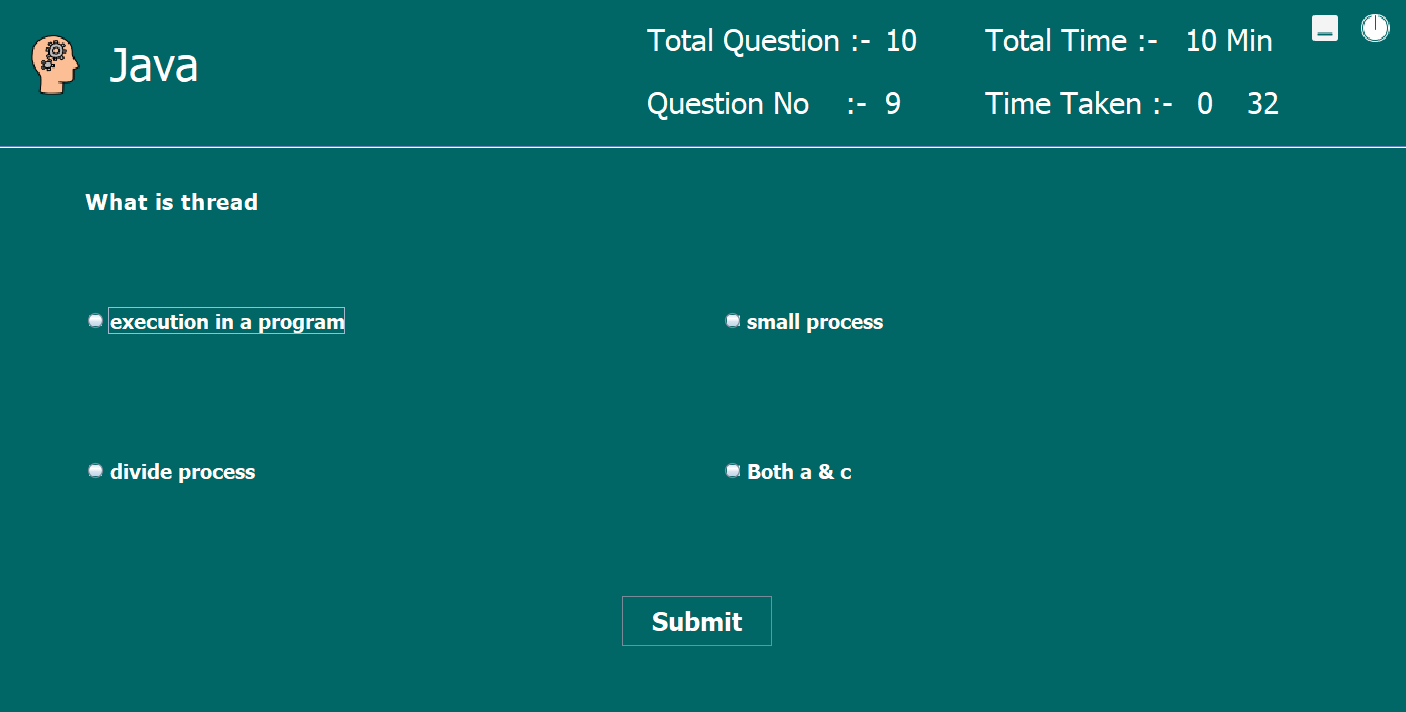 Java
Total Question :- 10
Total Time :- 10 Min
Question No :- 9
Time Taken :- 0 32
What is thread
execution in a program
small process
divide process
Both a & c
Submit